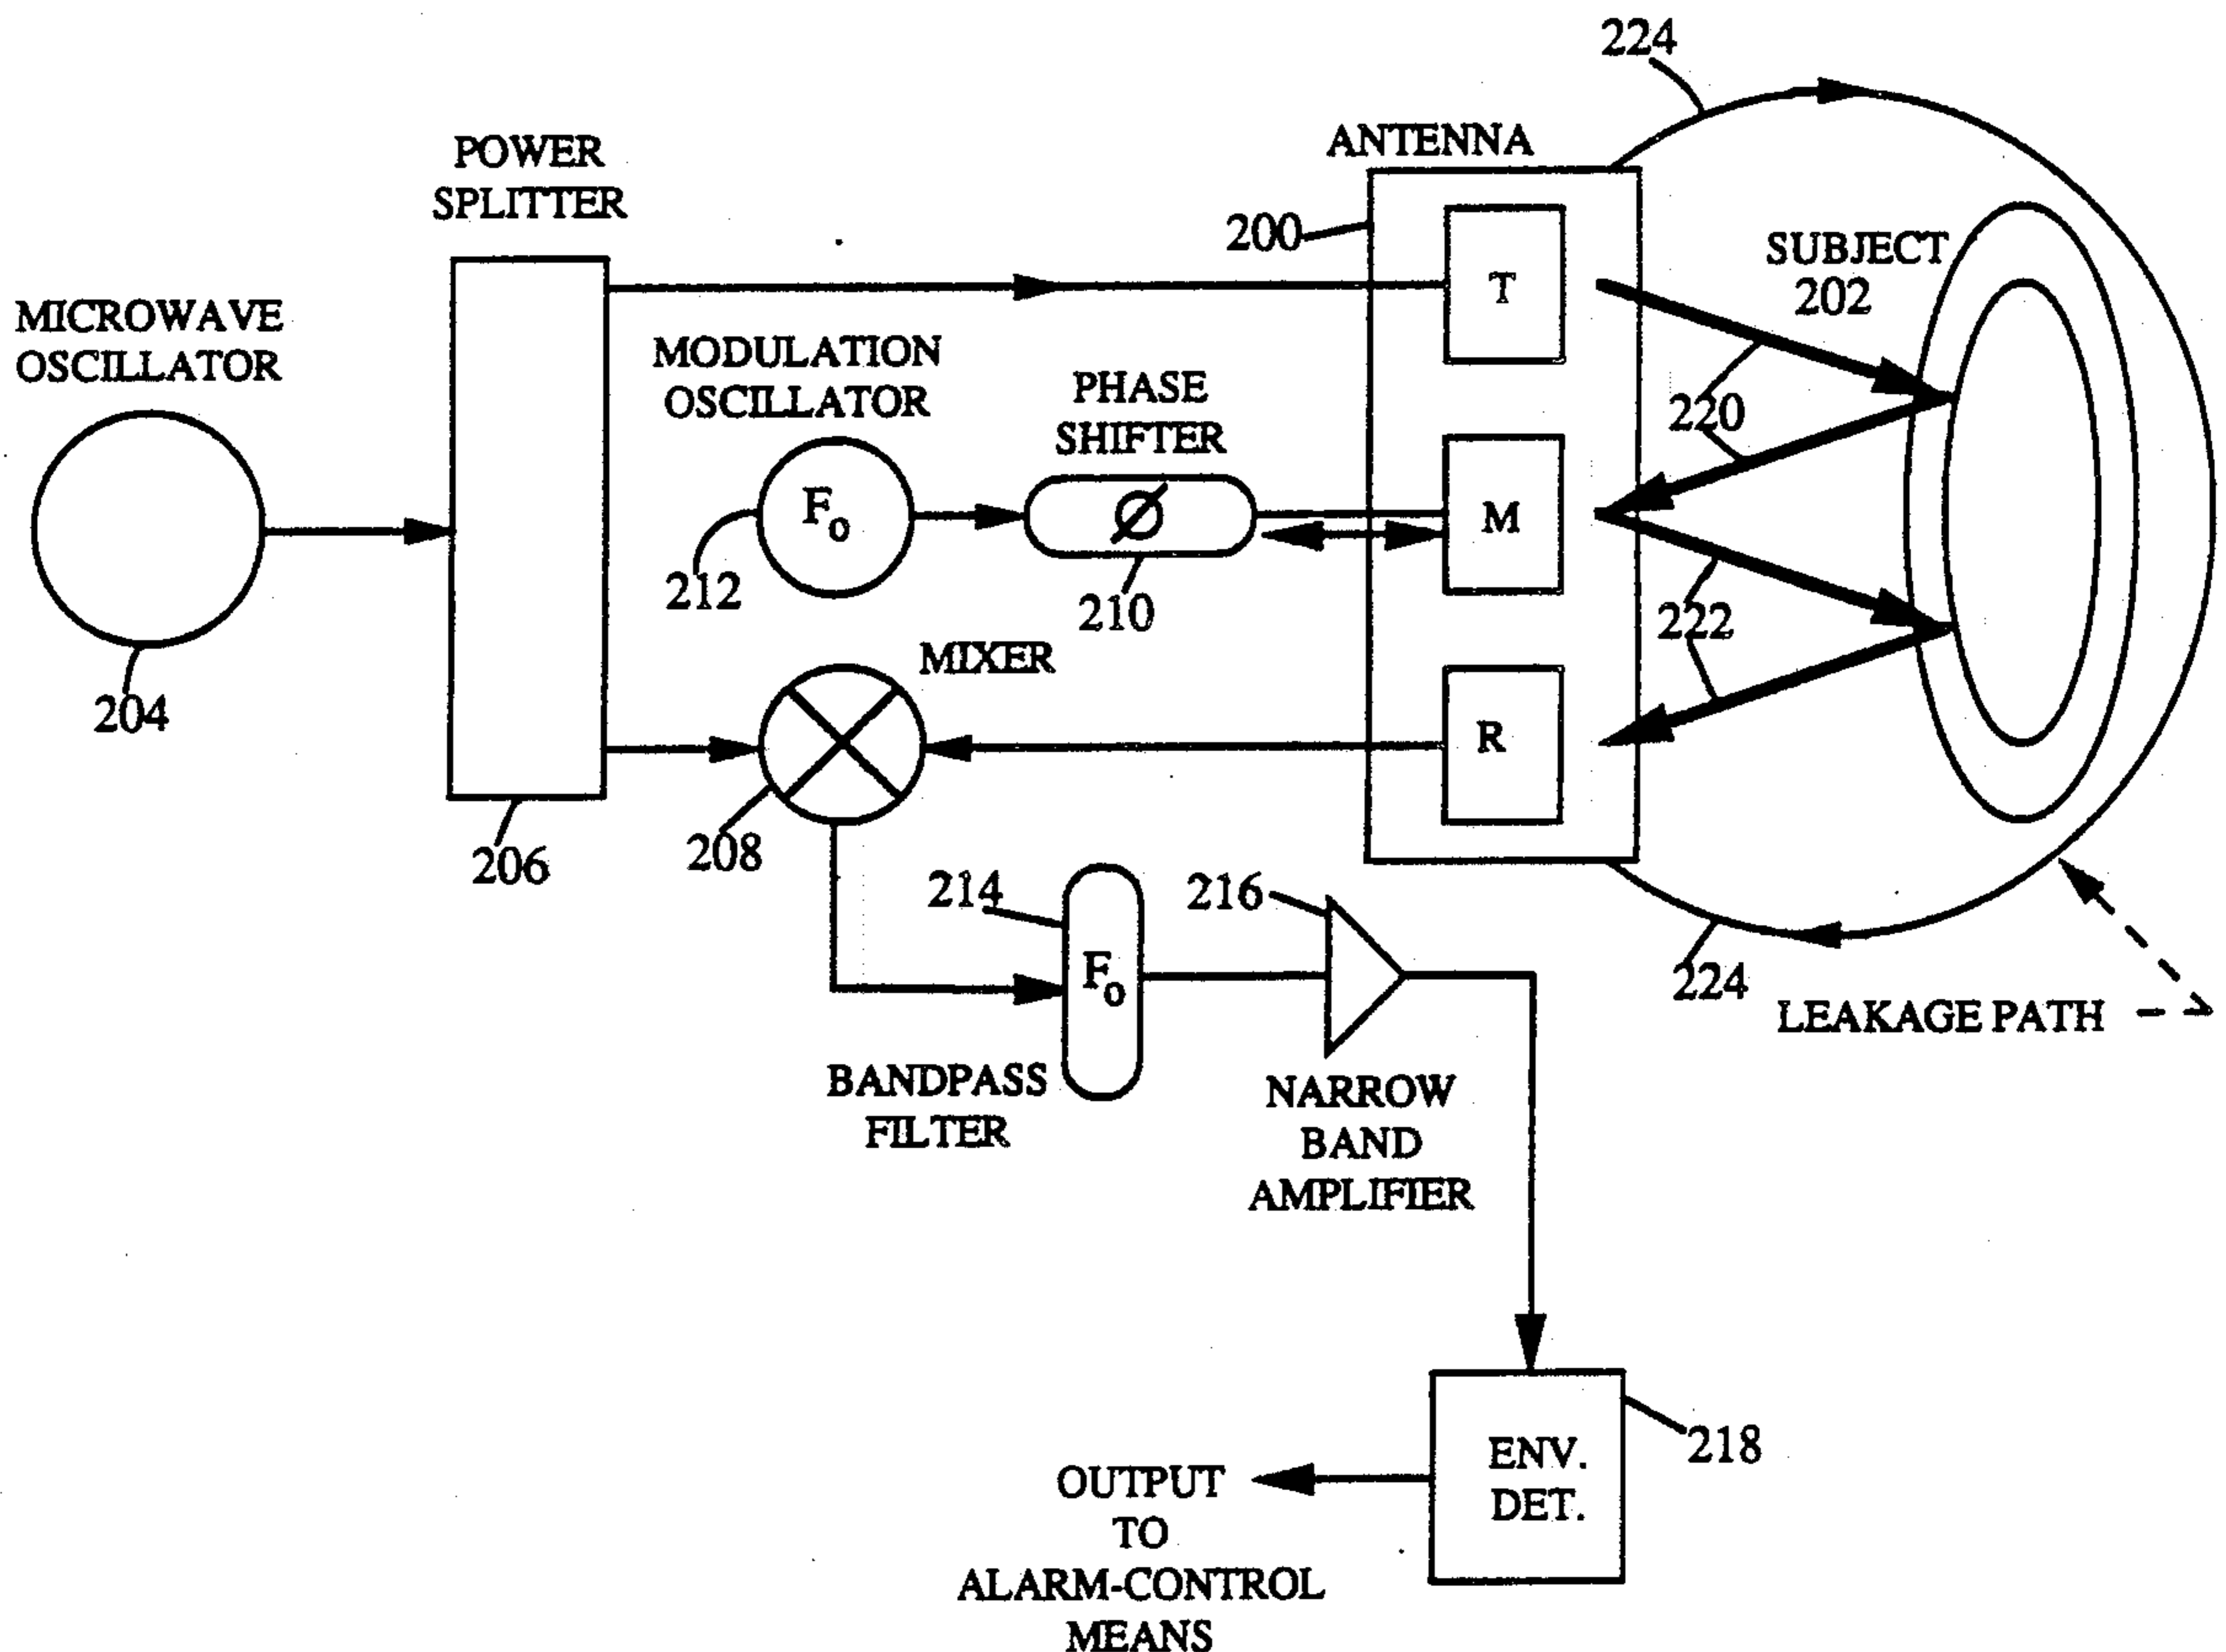 224
ANTENNA
POWER
SPLITTER
200
T
SUBJECT
202
MICROWAVE
OSCILLATOR
MODULATION
OSCILLATOR
PHASE
SHIFTER
220
F₀
Ø
M
212
210
222
MIXER
204
R
206
208
214
216
F₀
224
LEAKAGE PATH
BANDPASS
FILTER
NARROW
BAND
AMPLIFIER
218
ENV.
DET.
OUTPUT
TO
ALARM-CONTROL
MEANS